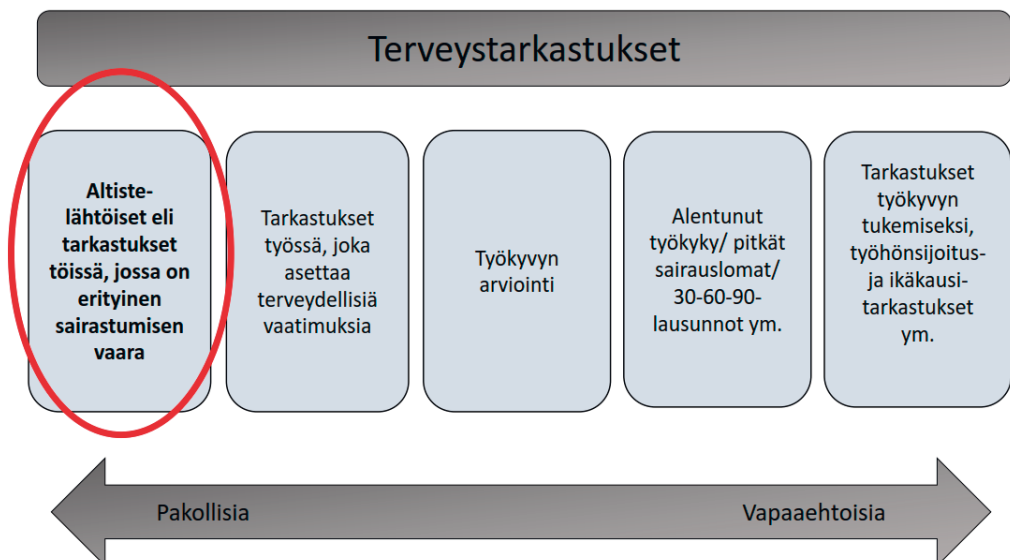 Terveystarkastukset
Altiste-
lähtöiset eli
tarkastukset
töissä, jossa on
erityinen
sairastumisen
vaara
Tarkastukset
työssä, joka
asettaa
terveydellisiä
vaatimuksia
Työkyvyn
arviointi
Alentunut
työkyky/ pitkät
sairauslomat/
30-60-90-
lausunnot ym.
Tarkastukset
työkyvyn
tukemiseksi,
työhönsijoitus-
ja ikäkausi-
tarkastukset
ym.
Pakollisia
Vapaaehtoisia